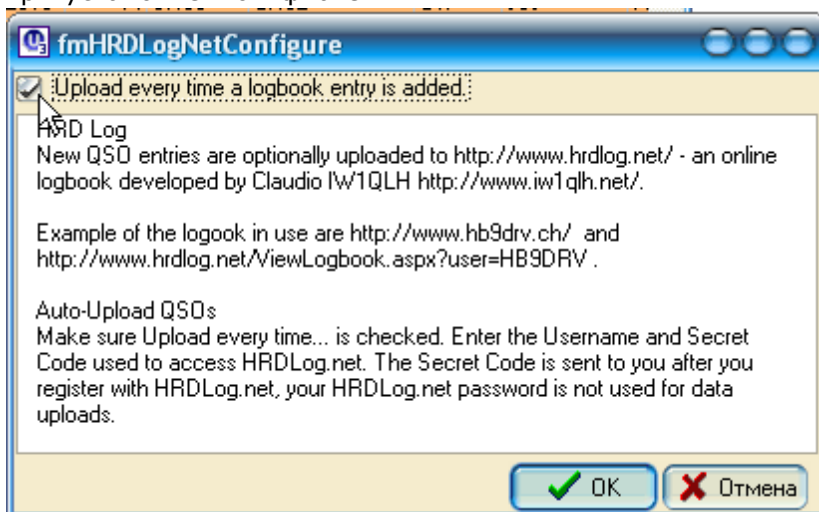 fmHRDLogNetConfigure
Upload every time a logbook entry is added.
HRD Log
New QSO entries are optionally uploaded to http://www.hrdlog.net/ - an online
logbook developed by Claudio IW1QLH http://www.iw1qlh.net/.
Example of the logook in use are http://www.hb9drv.ch/ and
http://www.hrdlog.net/ViewLogbook.aspx?user=HB9DRV .
Auto-Upload QSOs
Make sure Upload every time... is checked. Enter the Username and Secret
Code used to access HRDLog.net. The Secret Code is sent to you after you
register with HRDLog.net, your HRDLog.net password is not used for data
uploads.
OK
Отмена